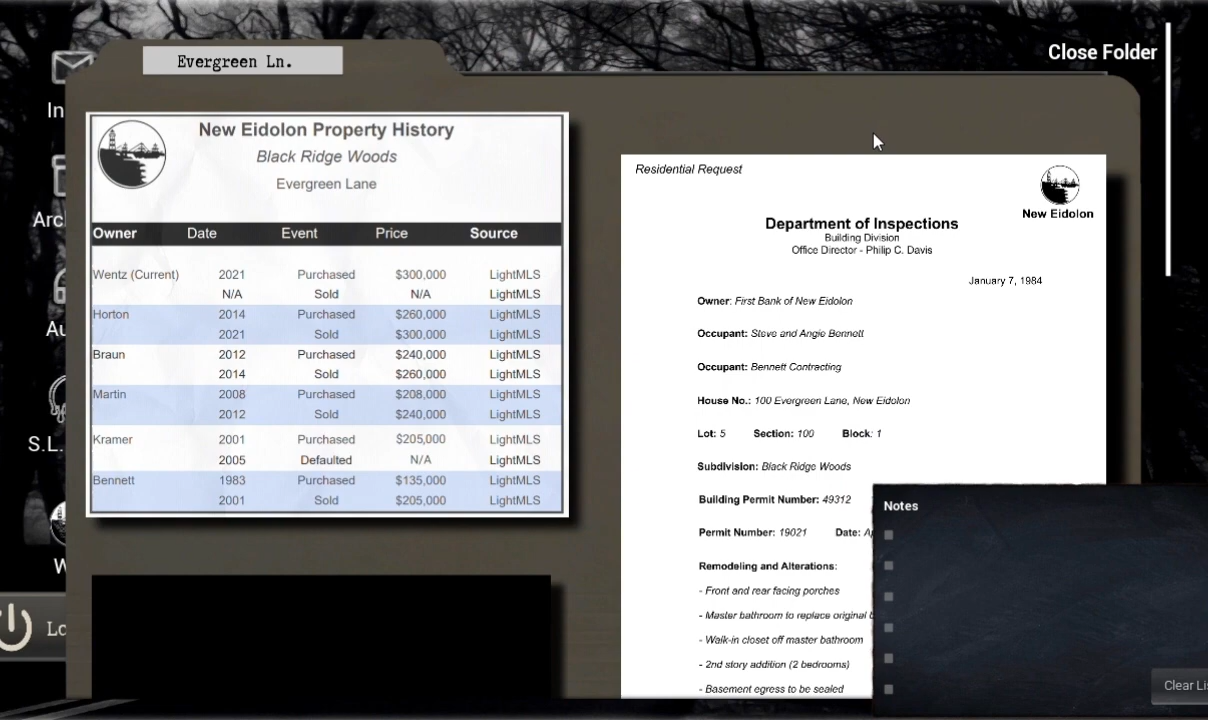 Evergreen Ln.
Close Folder
In
Arc
Au
S.L.
W
Lo
New Eidolon Property History
Black Ridge Woods
Evergreen Lane
Owner Date Event Price Source
Wentz (Current) 2021 Purchased $300,000 LightMLS
N/A Sold N/A LightMLS
Horton 2014 Purchased $260,000 LightMLS
2021 Sold $300,000 LightMLS
Braun 2012 Purchased $240,000 LightMLS
2014 Sold $260,000 LightMLS
Martin 2008 Purchased $208,000 LightMLS
2012 Sold $240,000 LightMLS
Kramer 2001 Purchased $205,000 LightMLS
2005 Defaulted N/A LightMLS
Bennett 1983 Purchased $135,000 LightMLS
2001 Sold $205,000 LightMLS
Residential Request
New Eidolon
Department of Inspections
Building Division
Office Director - Philip C. Davis
January 7, 1984
Owner: First Bank of New Eidolon
Occupant: Steve and Angie Bennett
Occupant: Bennett Contracting
House No.: 100 Evergreen Lane, New Eidolon
Lot: 5 Section: 100 Block: 1
Subdivision: Black Ridge Woods
Building Permit Number: 49312
Permit Number: 19021 Date:
Remodeling and Alterations:
- Front and rear facing porches
- Master bathroom to replace original
- Walk-in closet off master bathroom
- 2nd story addition (2 bedrooms)
- Basement egress to be sealed
Notes
Clear Lis